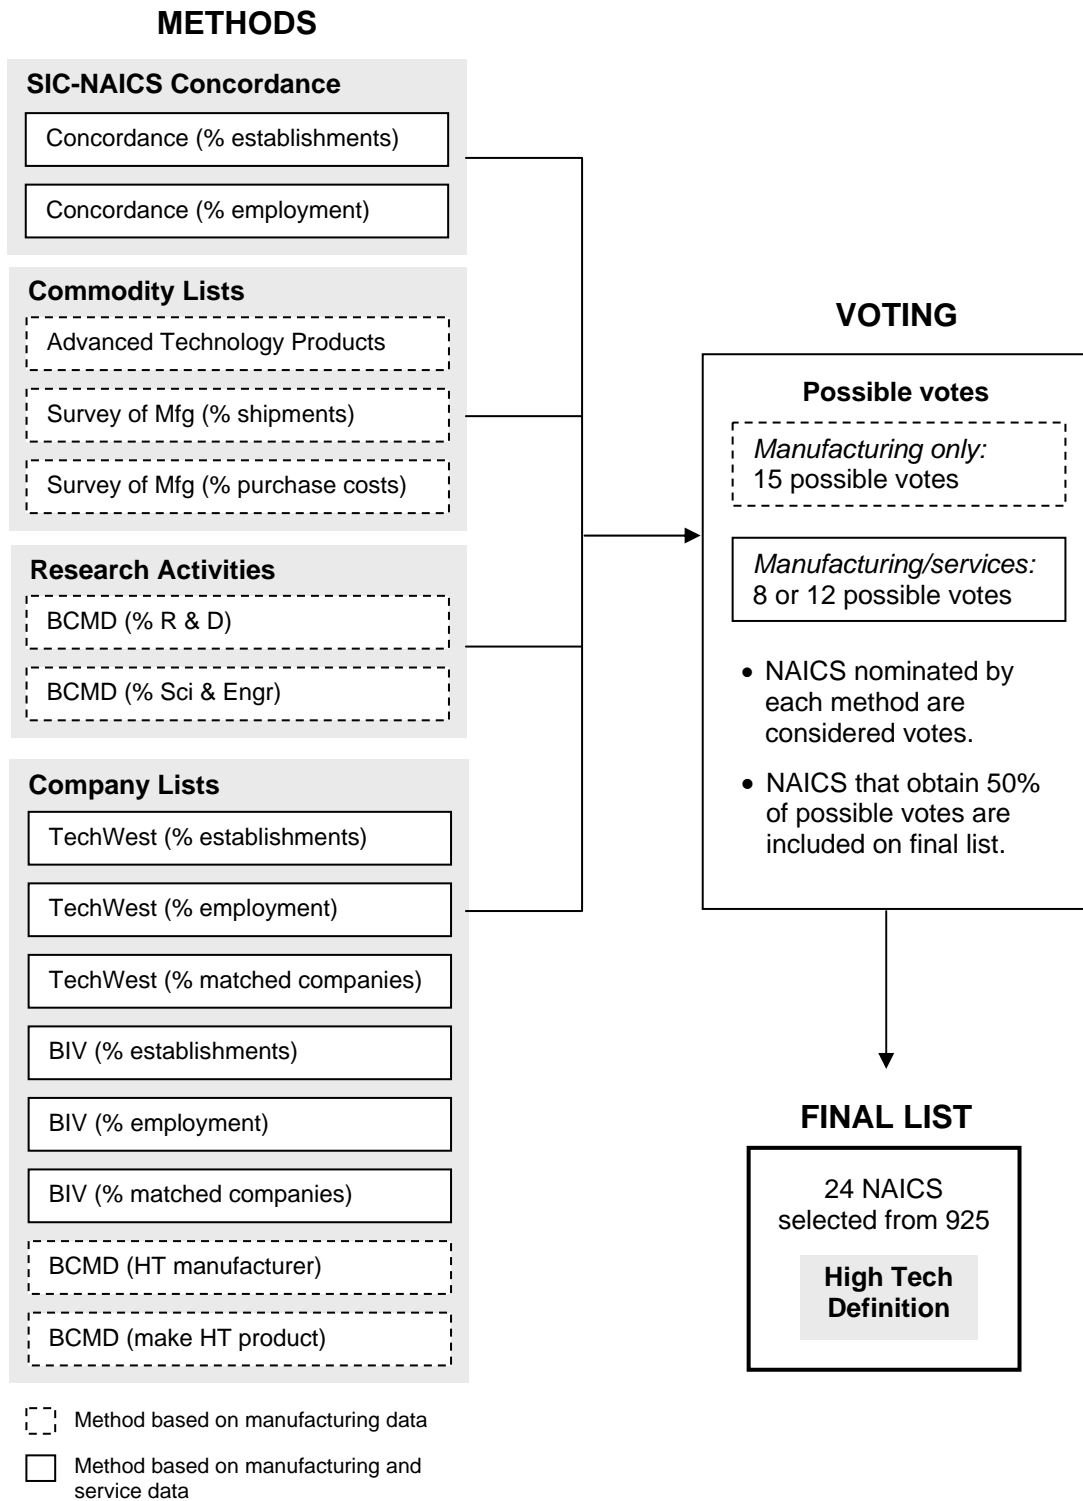 METHODS
SIC-NAICS Concordance
Concordance (% establishments)
Concordance (% employment)
Commodity Lists
Advanced Technology Products
Survey of Mfg (% shipments)
Survey of Mfg (% purchase costs)
Research Activities
BCMD (% R & D)
BCMD (% Sci & Engr)
Company Lists
TechWest (% establishments)
TechWest (% employment)
TechWest (% matched companies)
BIV (% establishments)
BIV (% employment)
BIV (% matched companies)
BCMD (HT manufacturer)
BCMD (make HT product)
Method based on manufacturing data
Method based on manufacturing and
service data
VOTING
Possible votes
Manufacturing only:
15 possible votes
Manufacturing/services:
8 or 12 possible votes
• NAICS nominated by
each method are
considered votes.
• NAICS that obtain 50%
of possible votes are
included on final list.
FINAL LIST
24 NAICS
selected from 925
High Tech
Definition